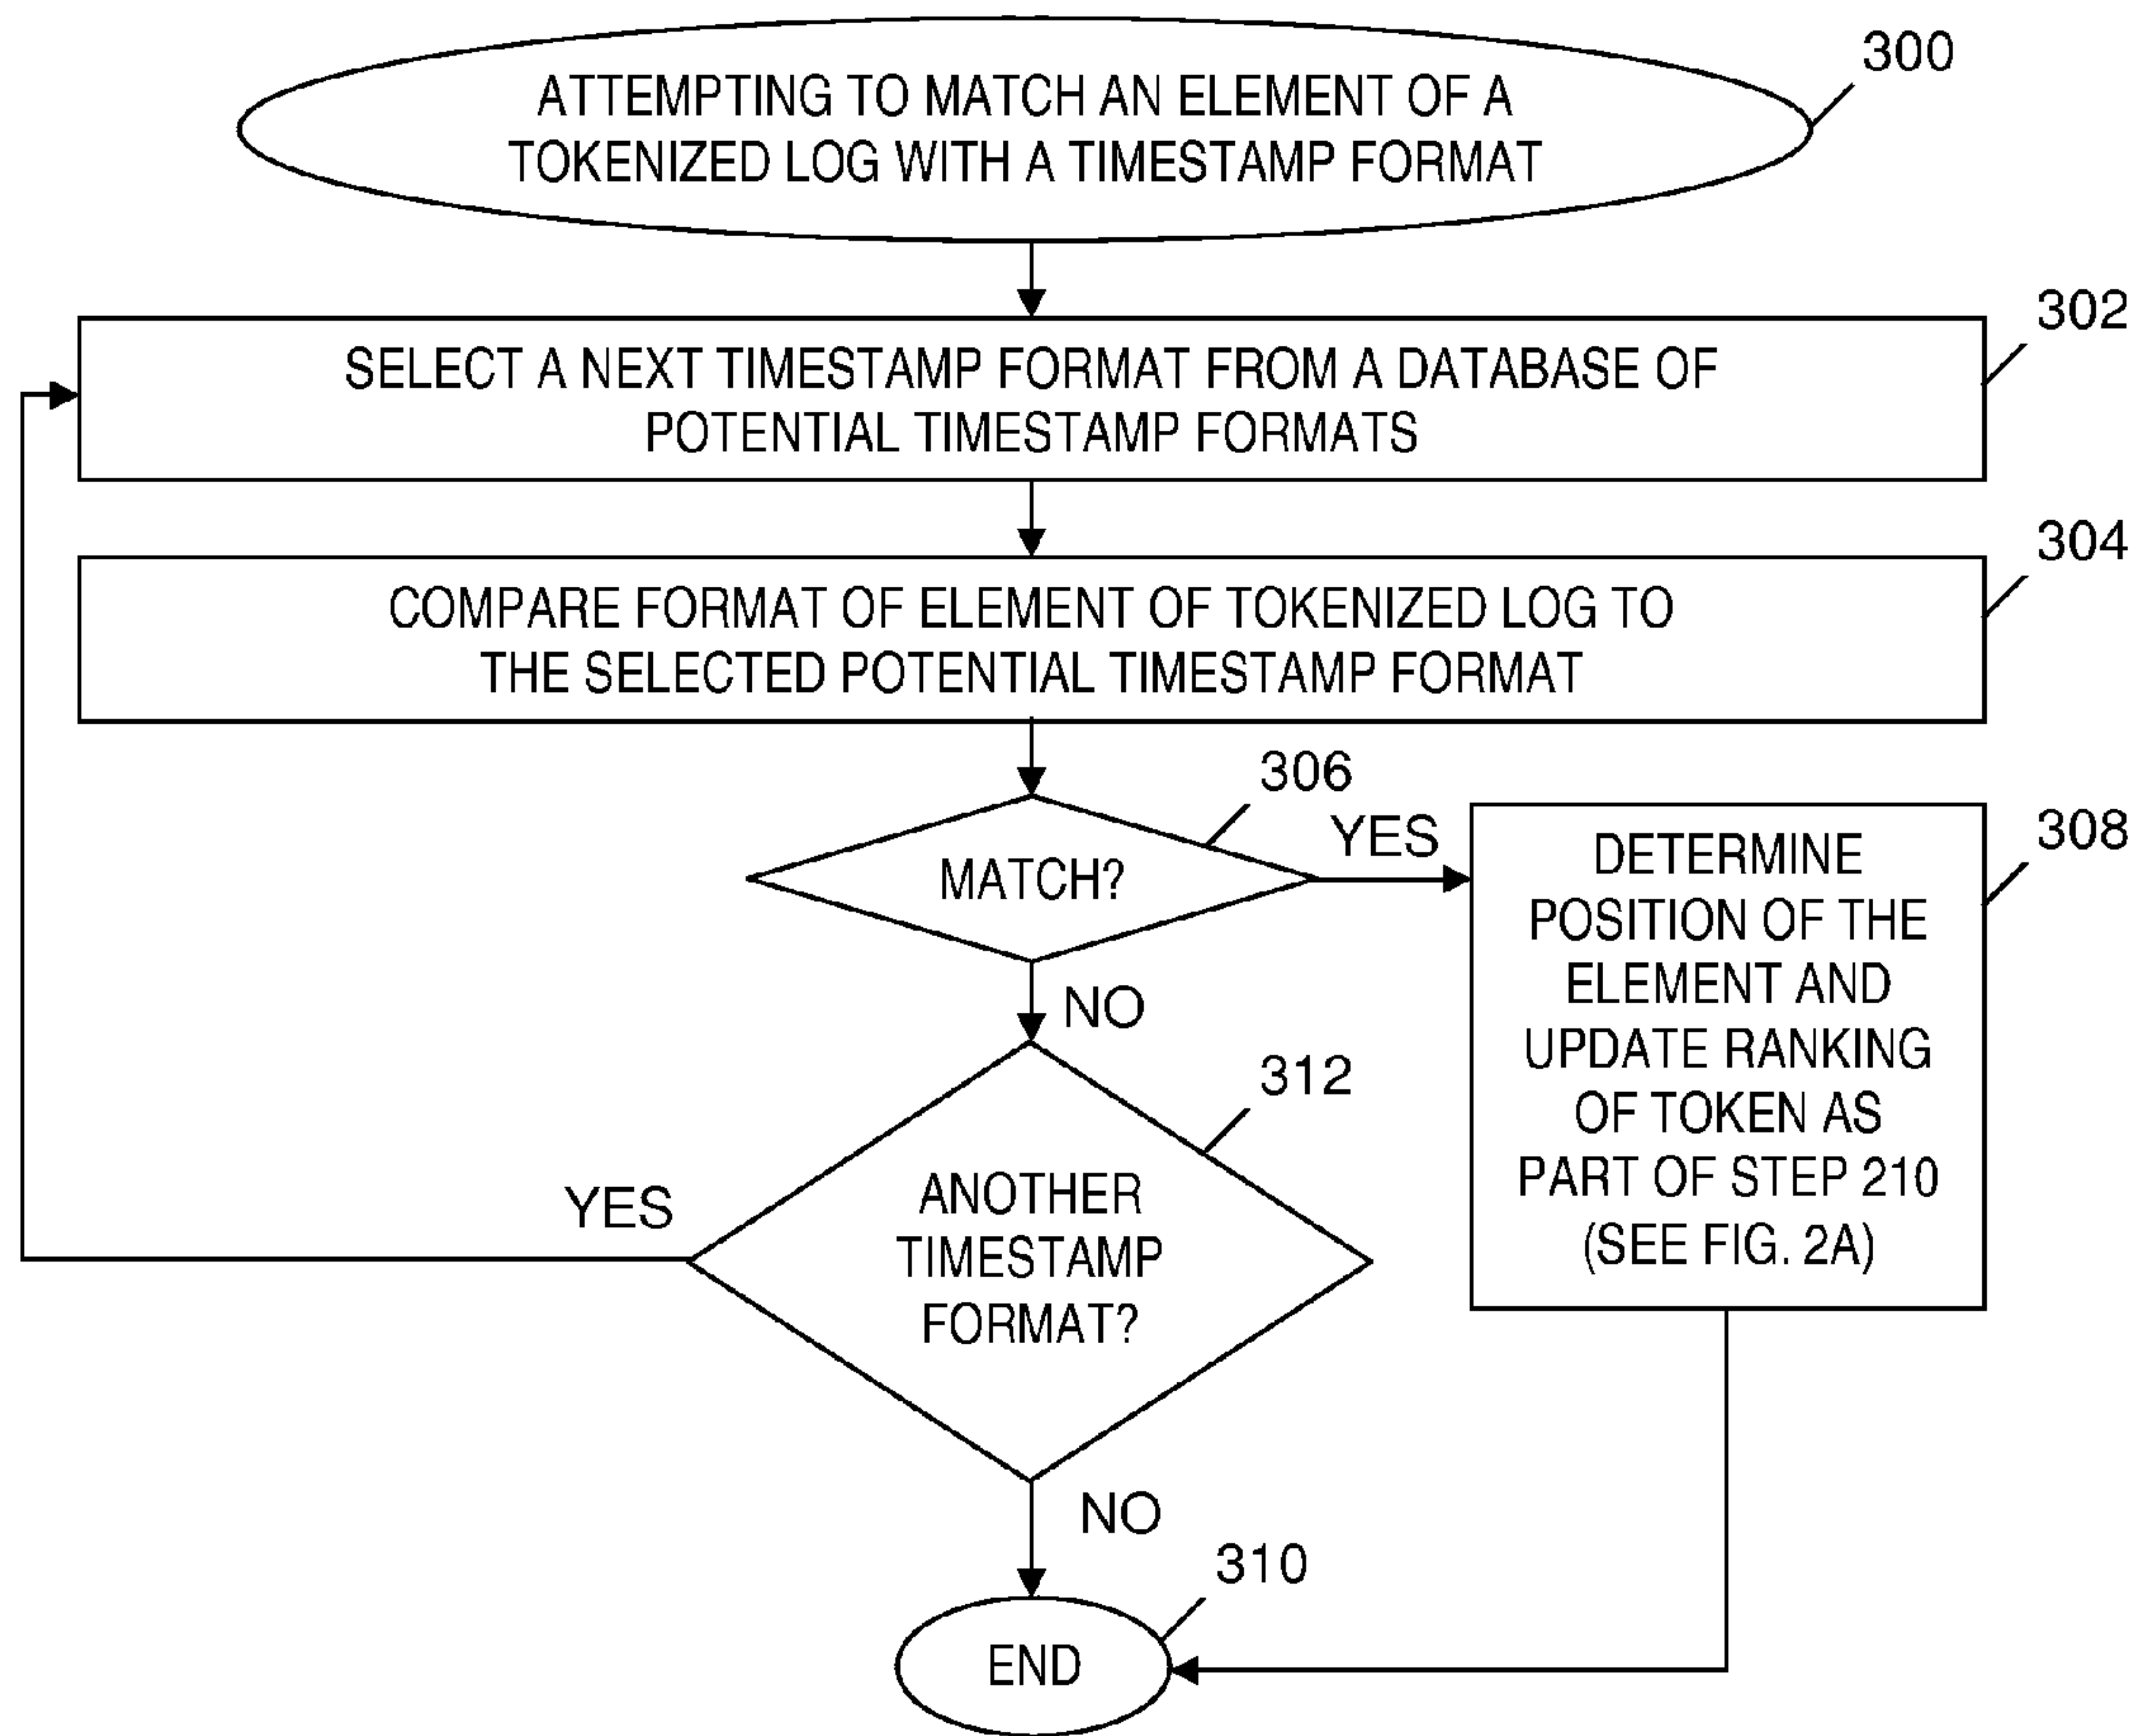 300
ATTEMPTING TO MATCH AN ELEMENT OF A
TOKENIZED LOG WITH A TIMESTAMP FORMAT
302
SELECT A NEXT TIMESTAMP FORMAT FROM A DATABASE OF
POTENTIAL TIMESTAMP FORMATS
304
COMPARE FORMAT OF ELEMENT OF TOKENIZED LOG TO
THE SELECTED POTENTIAL TIMESTAMP FORMAT
306
MATCH?
YES
308
DETERMINE
POSITION OF THE
ELEMENT AND
UPDATE RANKING
OF TOKEN AS
PART OF STEP 210
(SEE FIG. 2A)
NO
312
ANOTHER
TIMESTAMP
FORMAT?
YES
NO
310
END